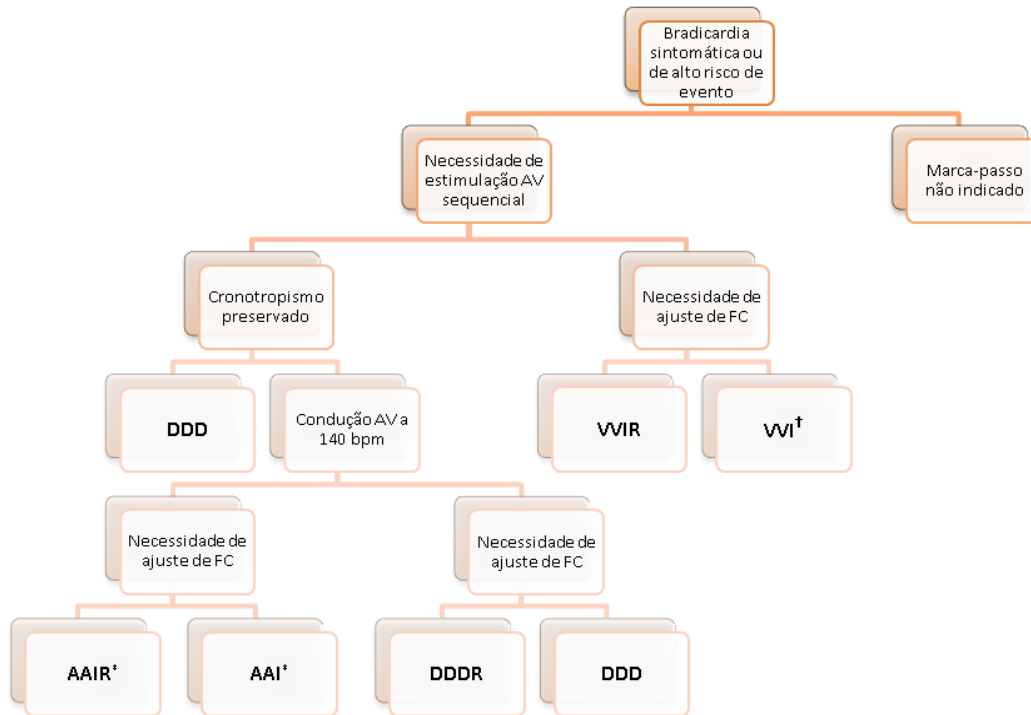 Bradicardia
sintomática ou
de alto risco de
evento
Necessidade de
estimulação AV
sequencial
Marca-passo
não indicado
Cronotropismo
preservado
Necessidade de
ajuste de FC
DDD
Condução AV a
140 bpm
VVIR
VVI†
Necessidade de
ajuste de FC
Necessidade de
ajuste de FC
AAIR‡
AAI‡
DDDR
DDD